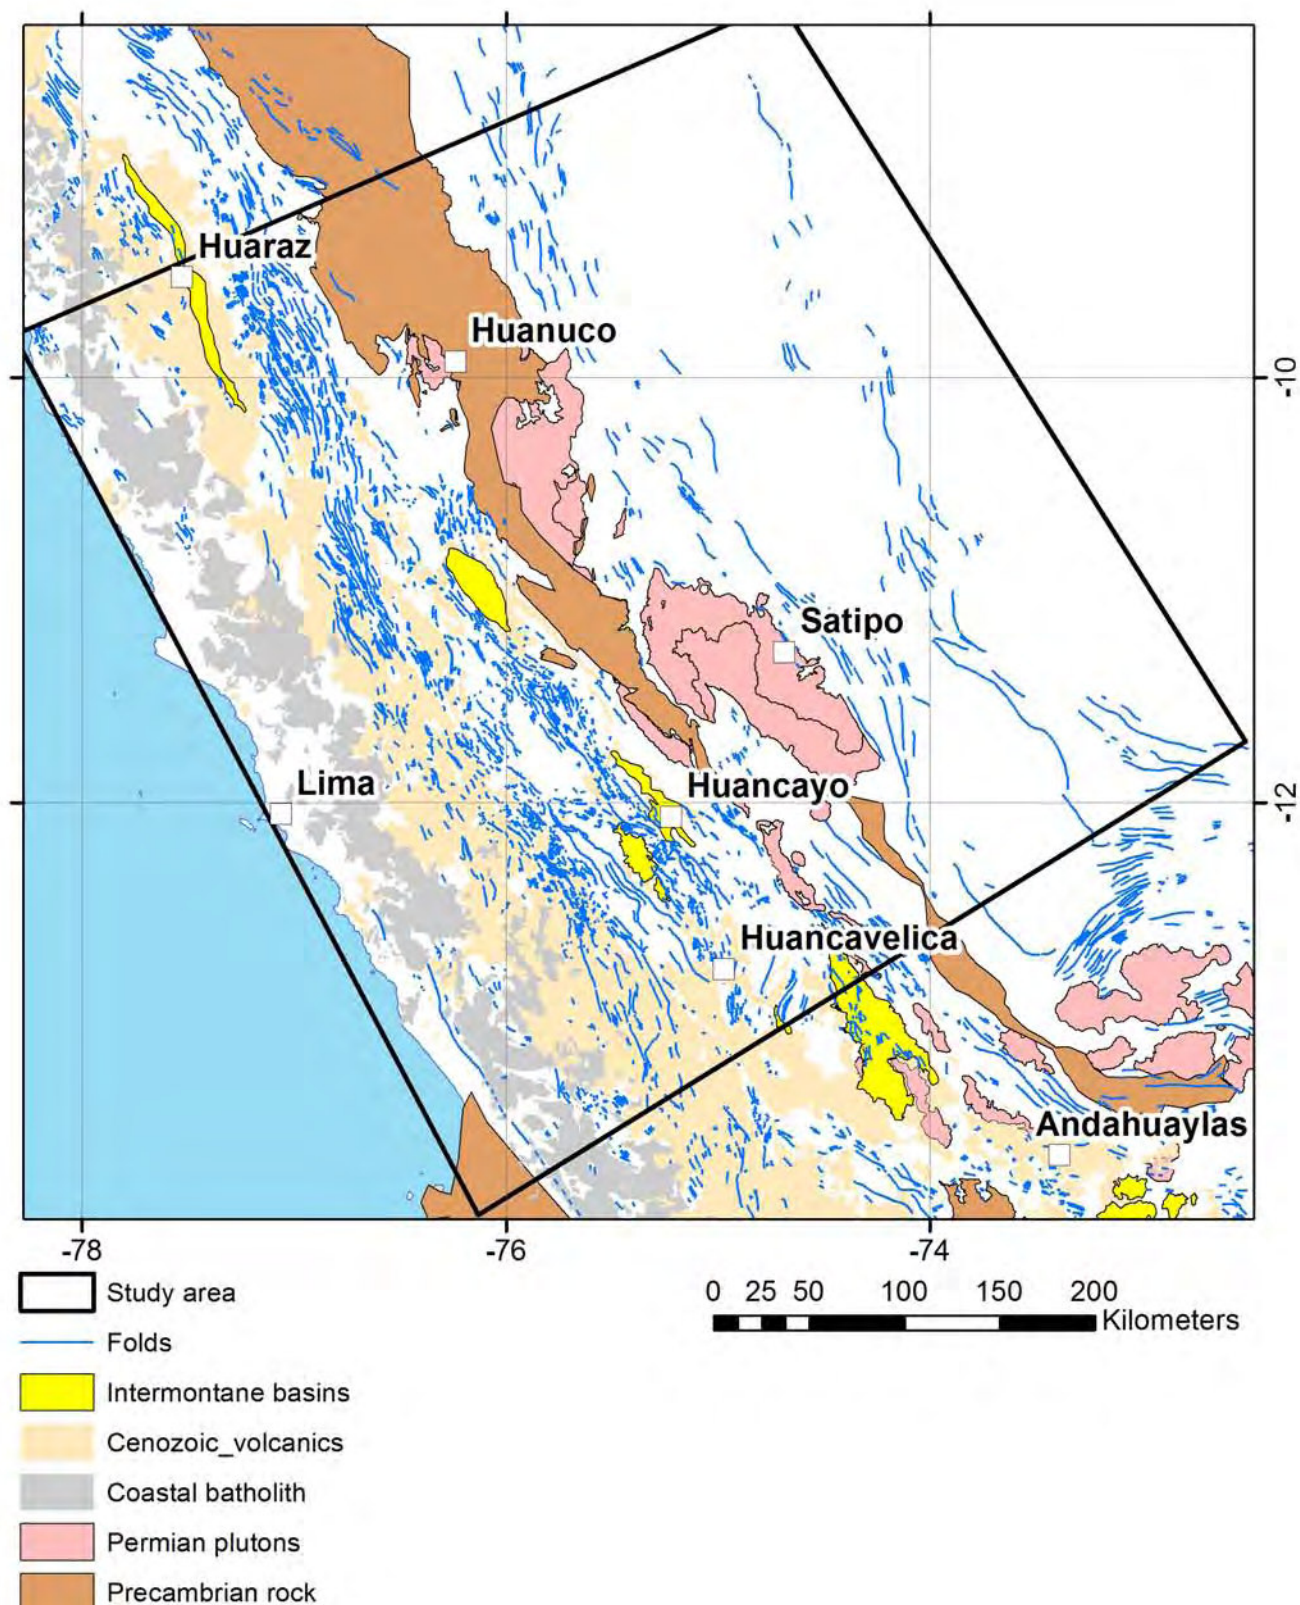 Huaraz
Huanuco
-10
Satipo
Lima
Huancayo
-12
Huancavelica
Andahuaylas
-78 -76 -74
Study area
Folds
Intermontane basins
Cenozoic_volcanics
Coastal batholith
Permian plutons
Precambrian rock
0 25 50 100 150 200
Kilometers